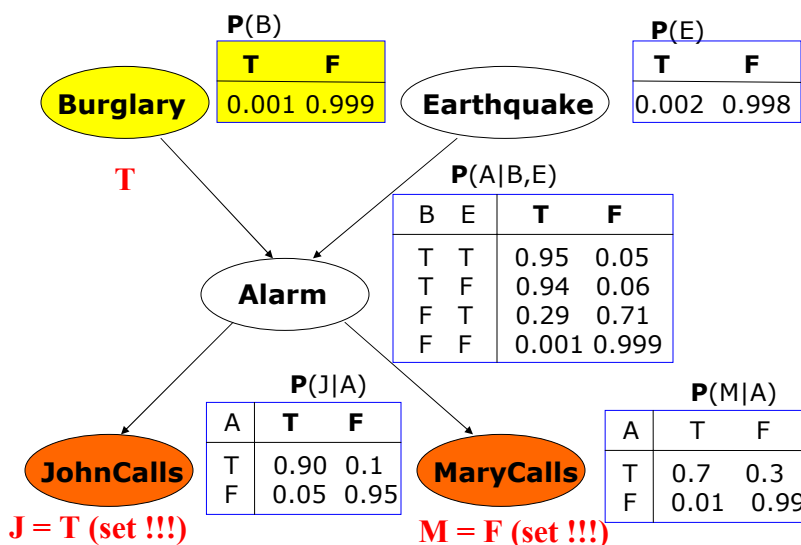 P(B)
T F
0.001 0.999
Burglary
P(E)
T F
0.002 0.998
Earthquake
T
P(A|B,E)
B E T F
T T 0.95 0.05
T F 0.94 0.06
F T 0.29 0.71
F F 0.001 0.999
Alarm
P(J|A)
A T F
T 0.90 0.1
F 0.05 0.95
JohnCalls
J = T (set !!!)
P(M|A)
A T F
T 0.7 0.3
F 0.01 0.99
MaryCalls
M = F (set !!!)